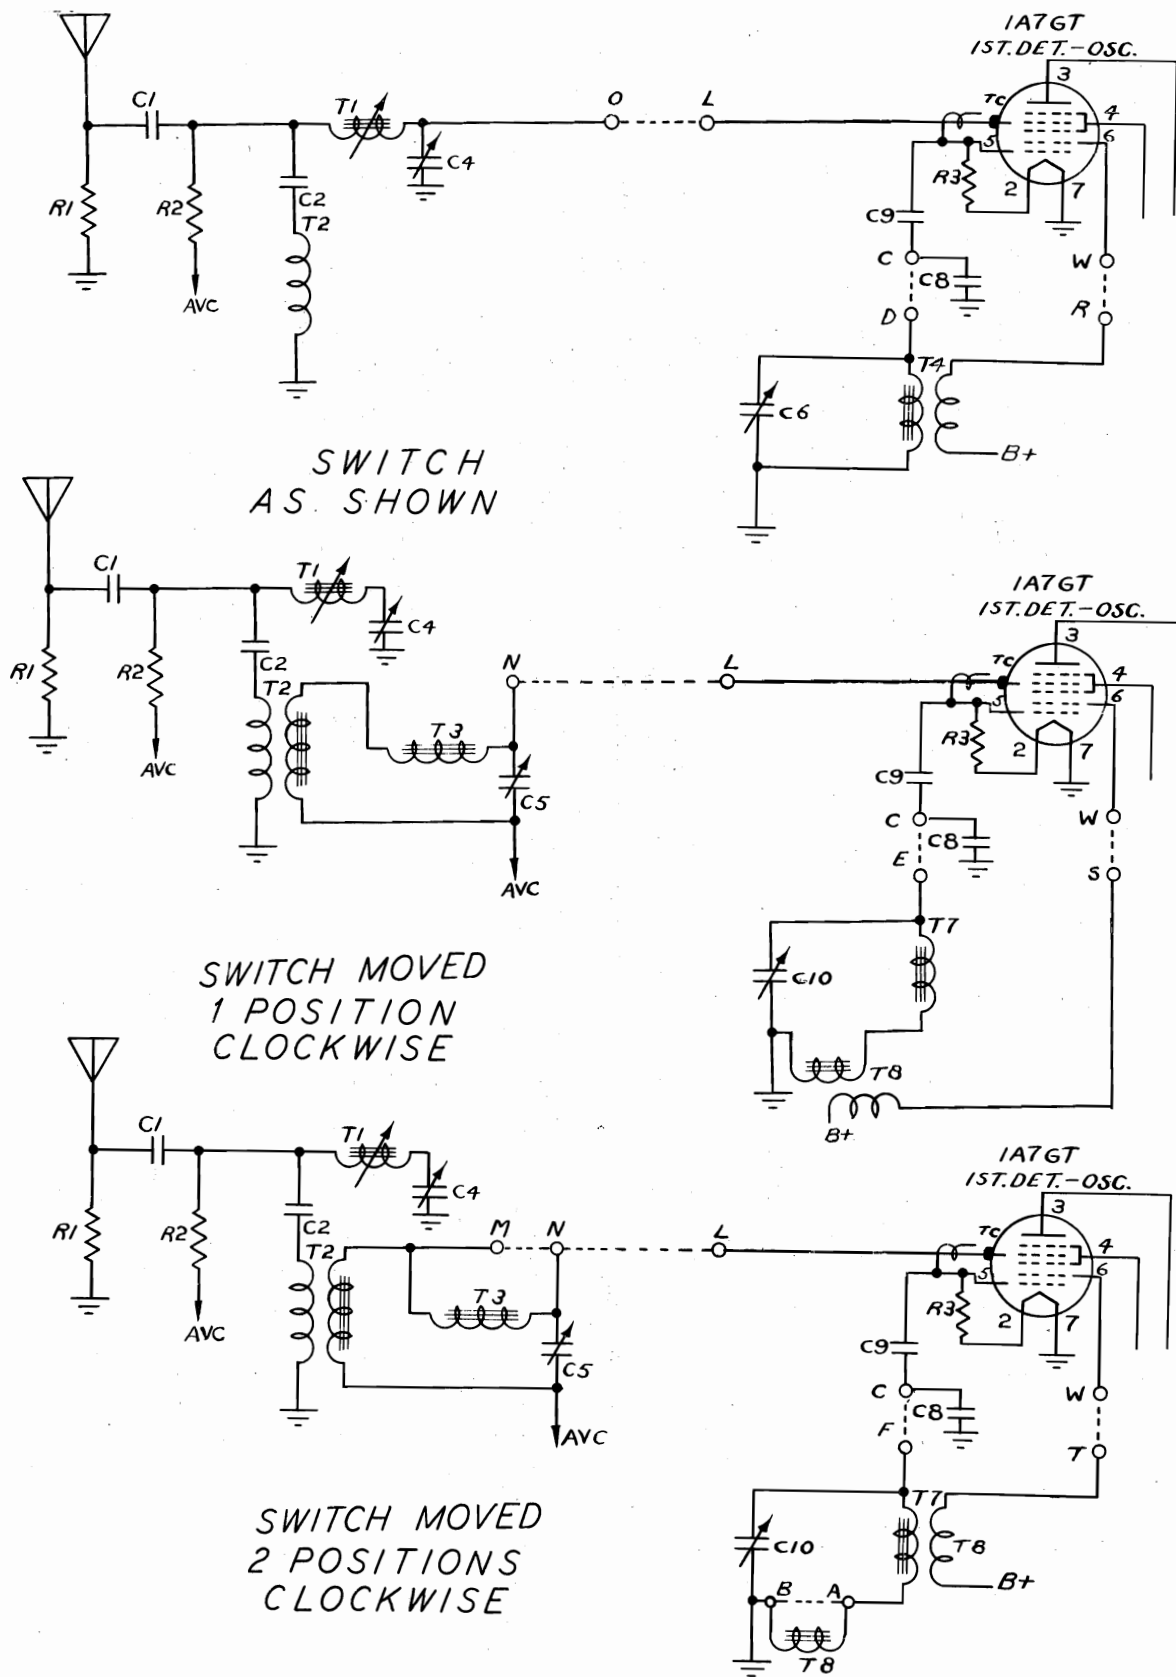 1A7GT
1ST. DET.-OSC.
3
C1
T1
O
L
TC
4
5
6
C4
R1
R2
C2
T2
R3
2
7
C9
AVC
C
C8
W
D
R
T4
C6
B+
SWITCH
AS SHOWN
1A7GT
1ST. DET.-OSC.
3
C1
T1
C4
N
L
TC
4
5
6
R1
R2
C2
T2
T3
R3
2
7
AVC
C5
C9
C
C8
W
E
S
AVC
T7
C10
SWITCH MOVED
1 POSITION
CLOCKWISE
T8
B+
1A7GT
1ST. DET.-OSC.
3
C1
T1
C4
R1
R2
C2
M
N
L
TC
4
5
6
T2
T3
R3
2
7
AVC
C5
C9
C
C8
W
F
T
AVC
T7
T8
C10
B+
B
A
T8
SWITCH MOVED
2 POSITIONS
CLOCKWISE